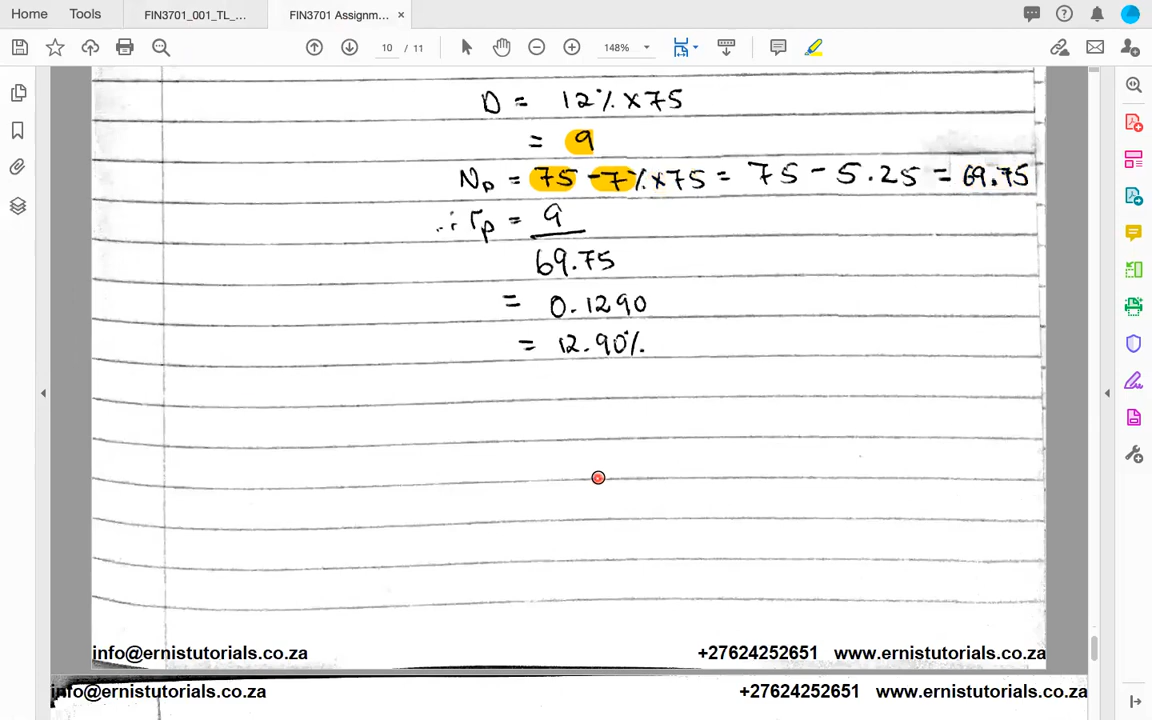 Home Tools FIN3701_001_TL_... FIN3701 Assignm... ×
10 / 11 148%
D = 12% x 75
= 9
Np = 75 - 7% x 75 = 75 - 5.25 = 69.75
∴ rp = 9
69.75
= 0.1290
= 12.90%
info@ernistutorials.co.za +27624252651 www.ernistutorials.co.za
info@ernistutorials.co.za +27624252651 www.ernistutorials.co.za